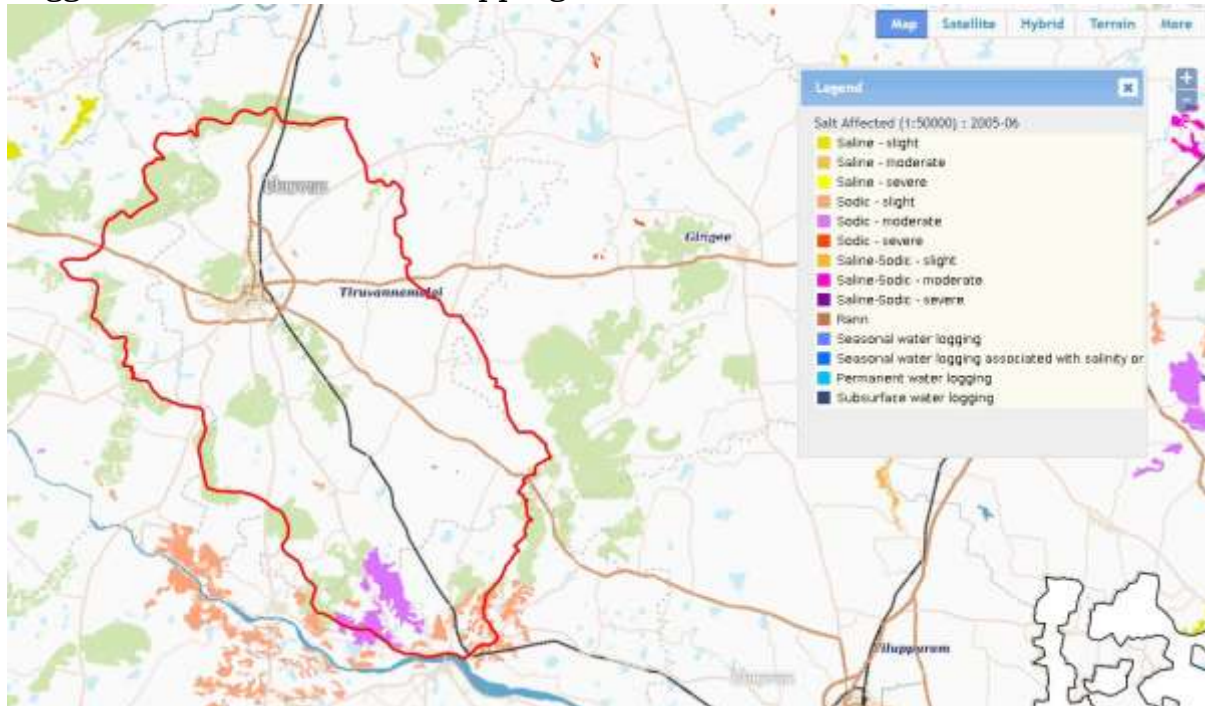 Map Satellite Hybrid Terrain More
Legend
Salt Affected (1:50000) : 2005-06
Saline - slight
Saline - moderate
Saline - severe
Sodic - slight
Sodic - moderate
Sodic - severe
Saline-Sodic - slight
Saline-Sodic - moderate
Saline-Sodic - severe
Rann
Seasonal water logging
Seasonal water logging associated with salinity or
Permanent water logging
Subsurface water logging
Gingee
Tiruvannamalai